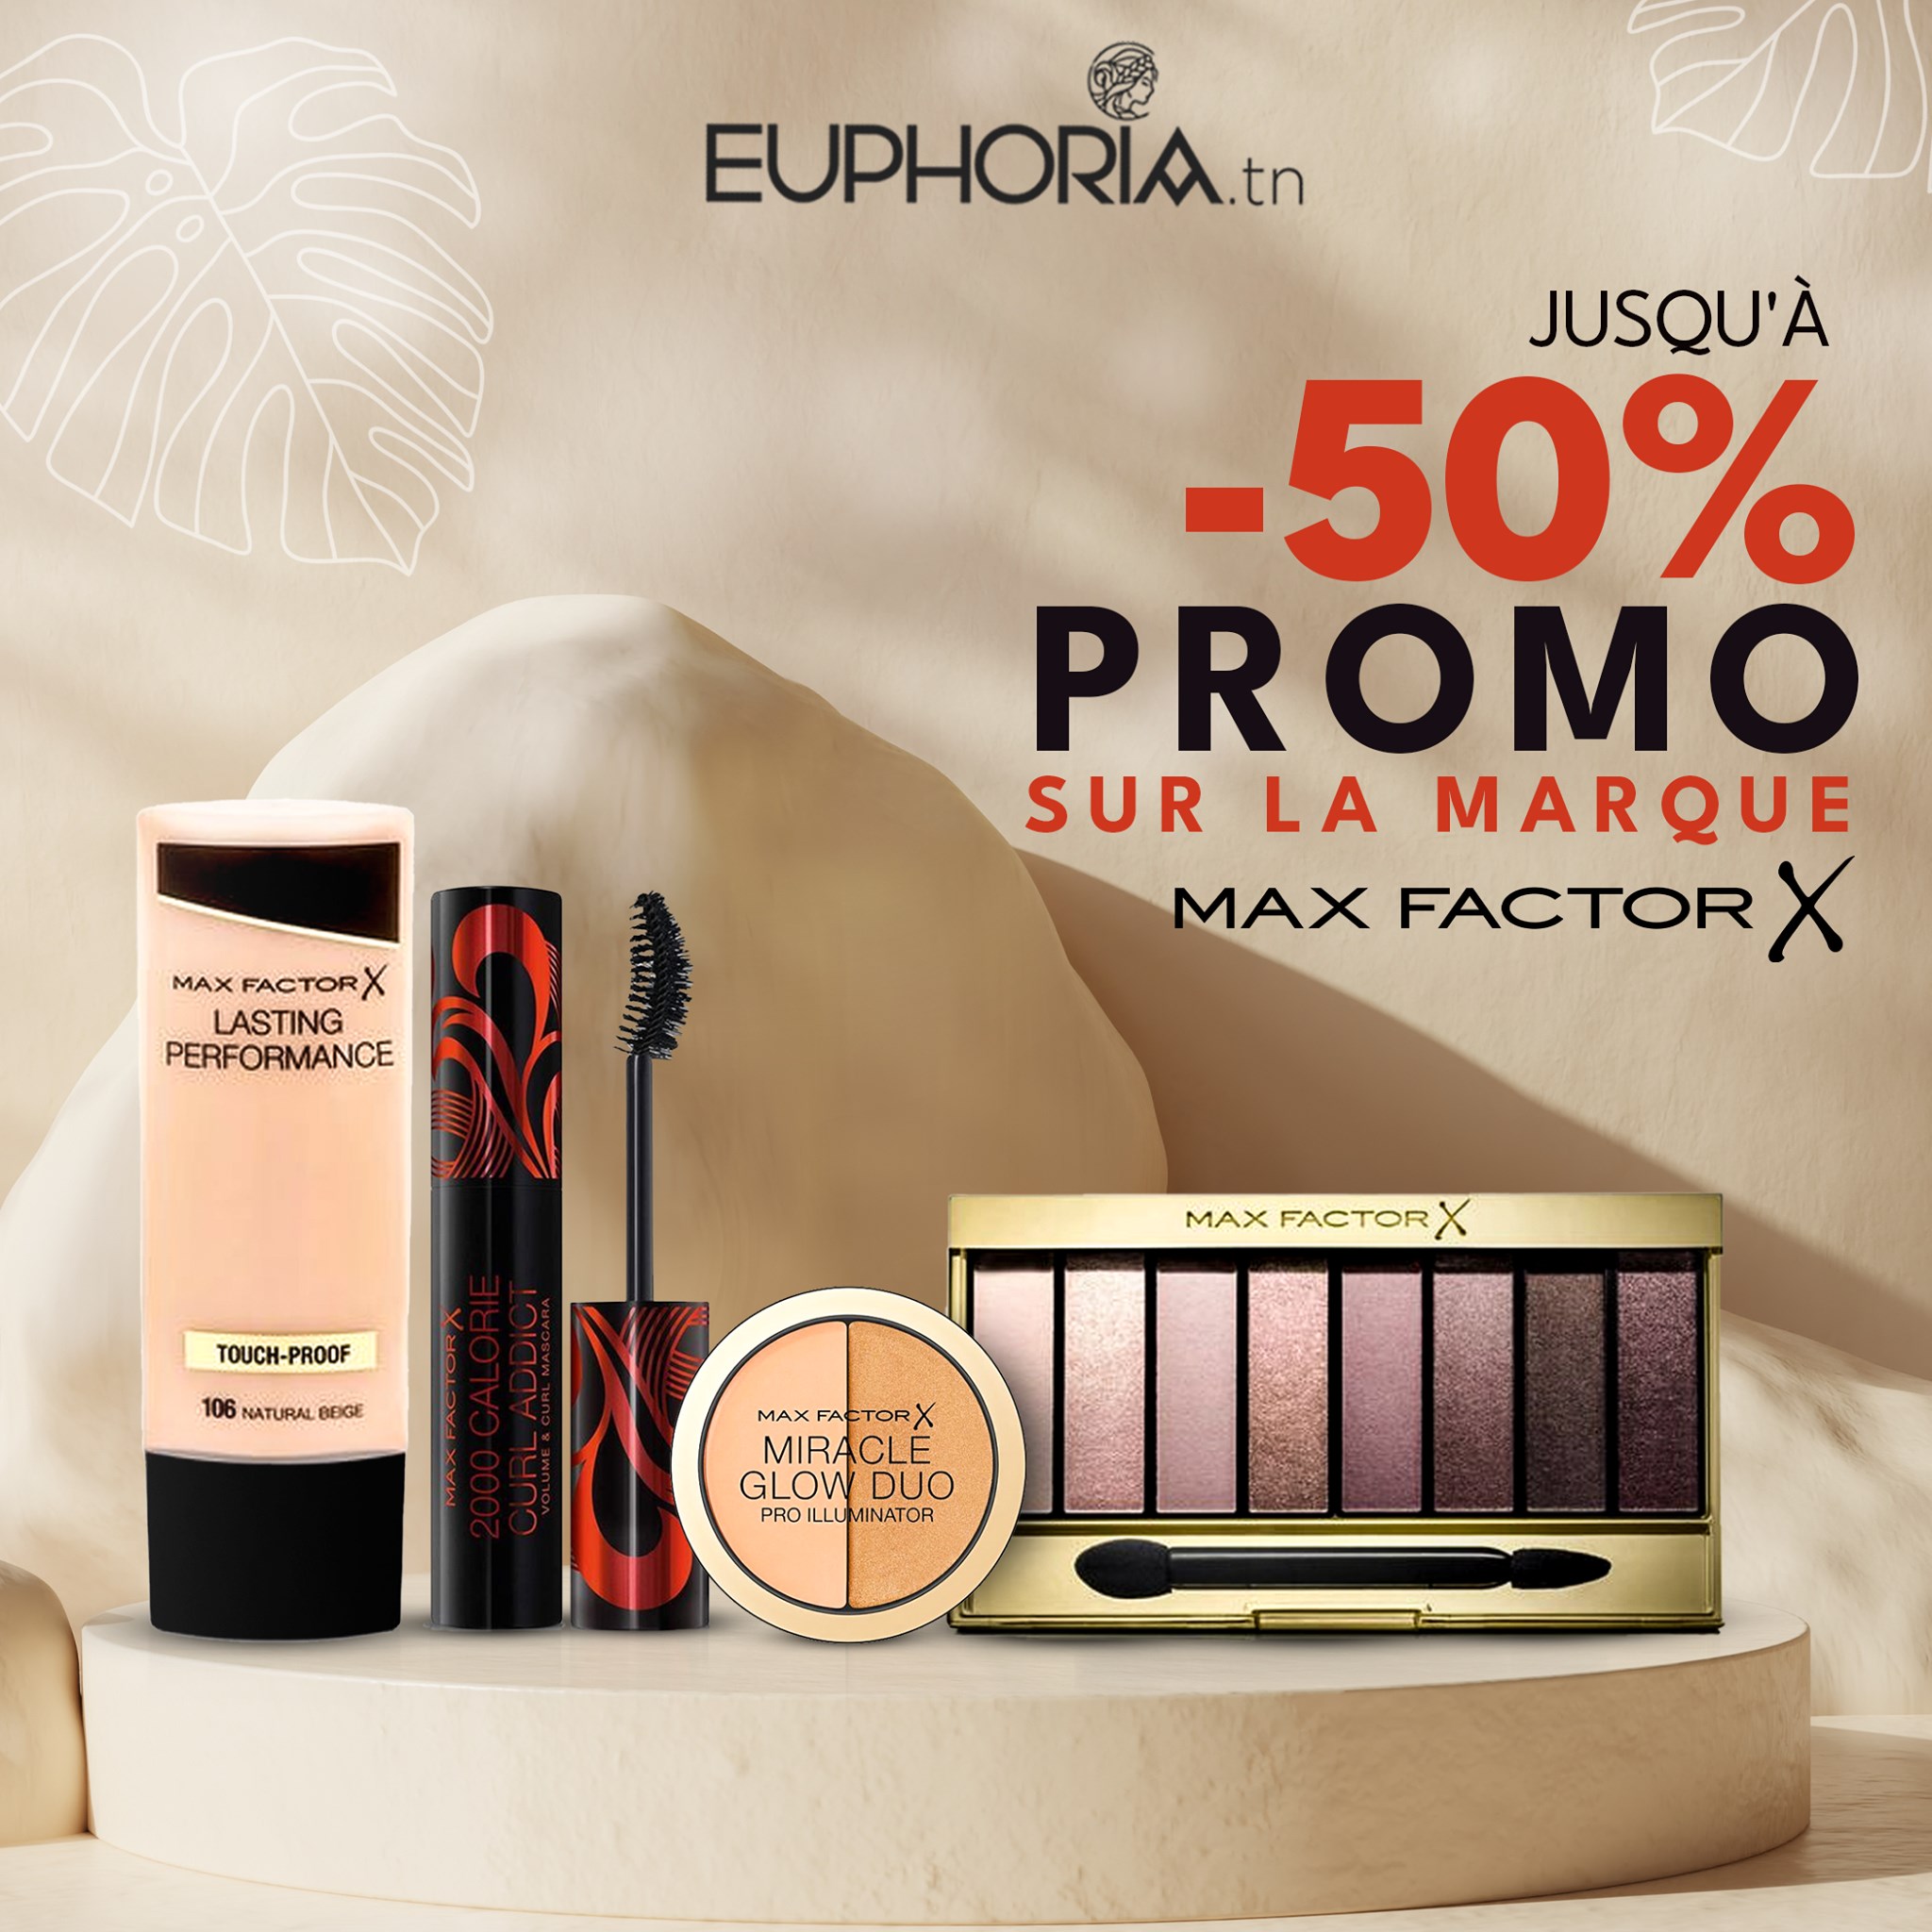 EUPHORIA.tn
JUSQU'À
-50%
PROMO
SUR LA MARQUE
MAX FACTOR X
MAX FACTOR X
LASTING
PERFORMANCE
TOUCH-PROOF
106 NATURAL BEIGE
MAX FACTOR X
2000 CALORIE
CURL ADDICT
VOLUME & CURL MASCARA
MAX FACTOR X
MIRACLE
GLOW DUO
PRO ILLUMINATOR
MAX FACTOR X